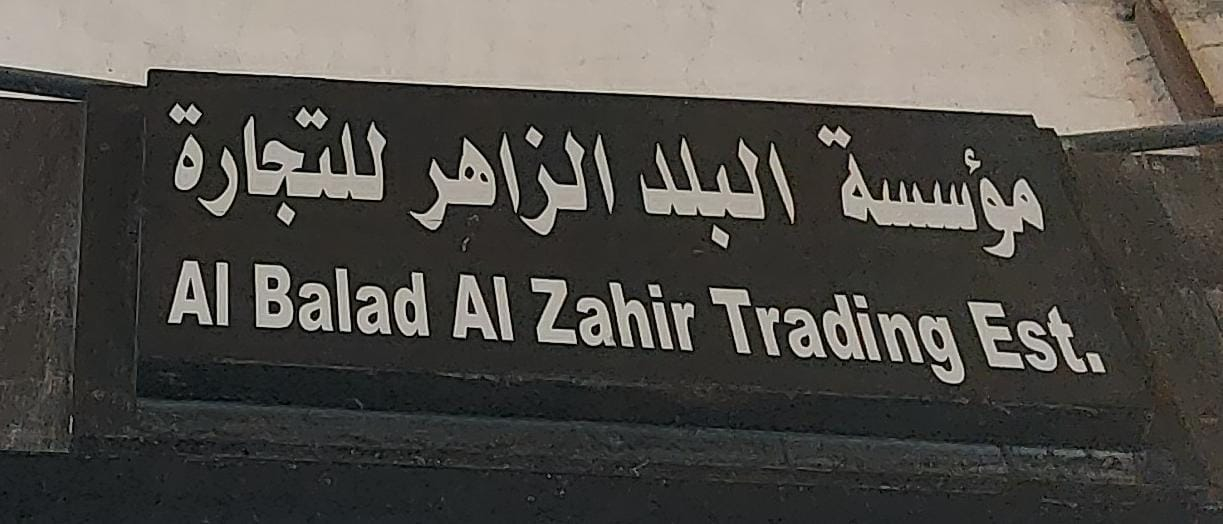 مؤسسة البلد الزاهر للتجارة
Al Balad Al Zahir Trading Est.